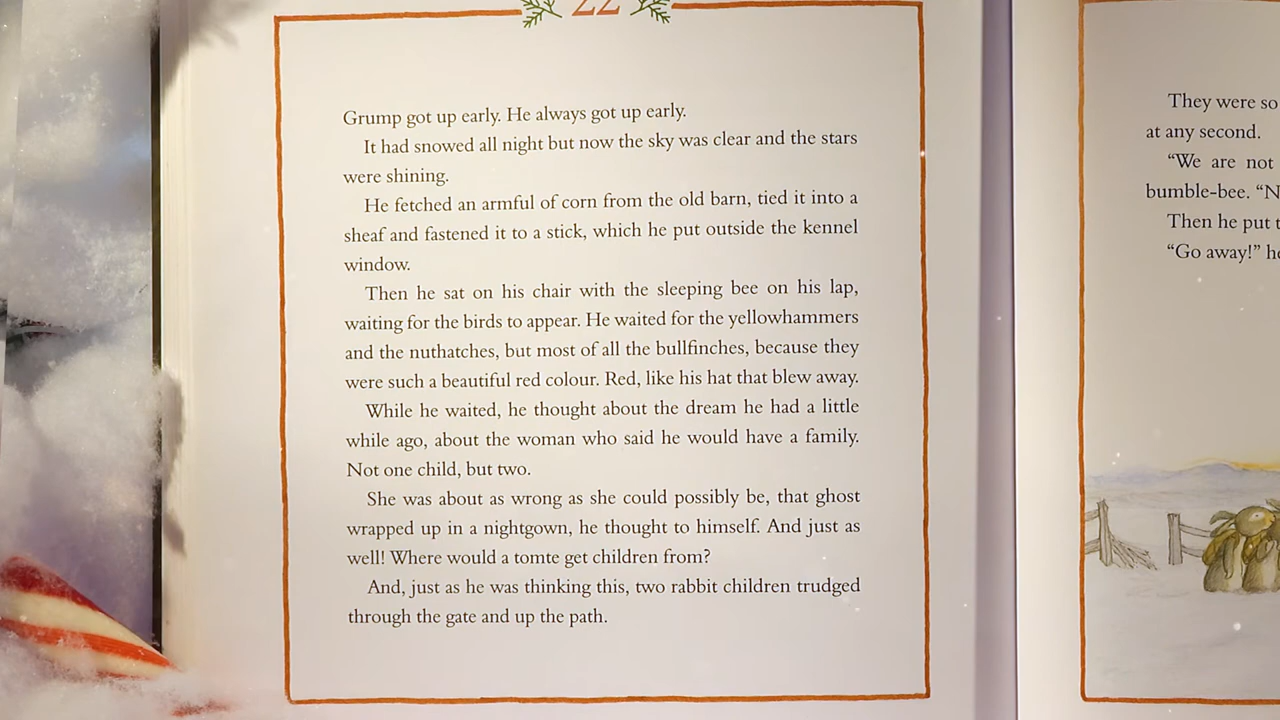 22
Grump got up early. He always got up early.
It had snowed all night but now the sky was clear and the stars
were shining.
He fetched an armful of corn from the old barn, tied it into a
sheaf and fastened it to a stick, which he put outside the kennel
window.
Then he sat on his chair with the sleeping bee on his lap,
waiting for the birds to appear. He waited for the yellowhammers
and the nuthatches, but most of all the bullfinches, because they
were such a beautiful red colour. Red, like his hat that blew away.
While he waited, he thought about the dream he had a little
while ago, about the woman who said he would have a family.
Not one child, but two.
She was about as wrong as she could possibly be, that ghost
wrapped up in a nightgown, he thought to himself. And just as
well! Where would a tomte get children from?
And, just as he was thinking this, two rabbit children trudged
through the gate and up the path.
They were so
at any second.
“We are not
bumble-bee. “N
Then he put
“Go away!” he